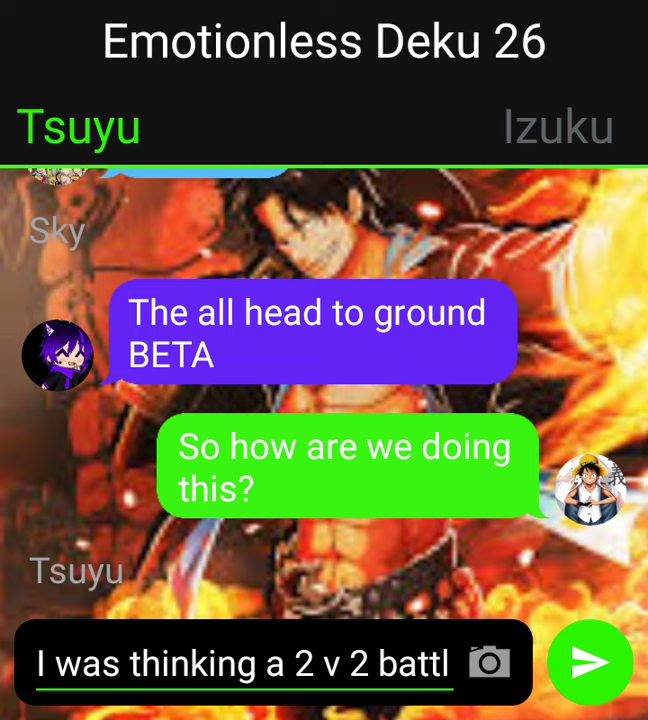 Emotionless Deku 26
Tsuyu
Izuku
Sky
The all head to ground
BETA
So how are we doing
this?
Tsuyu
I was thinking a 2 v 2 battl